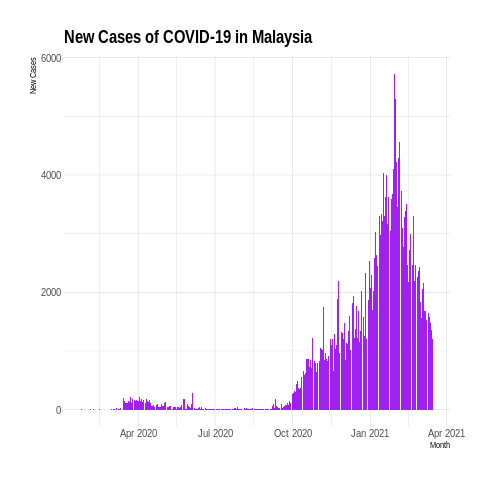 New Cases of COVID-19 in Malaysia
New Cases
6000
4000
2000
0
Apr 2020 Jul 2020 Oct 2020 Jan 2021 Apr 2021
Month